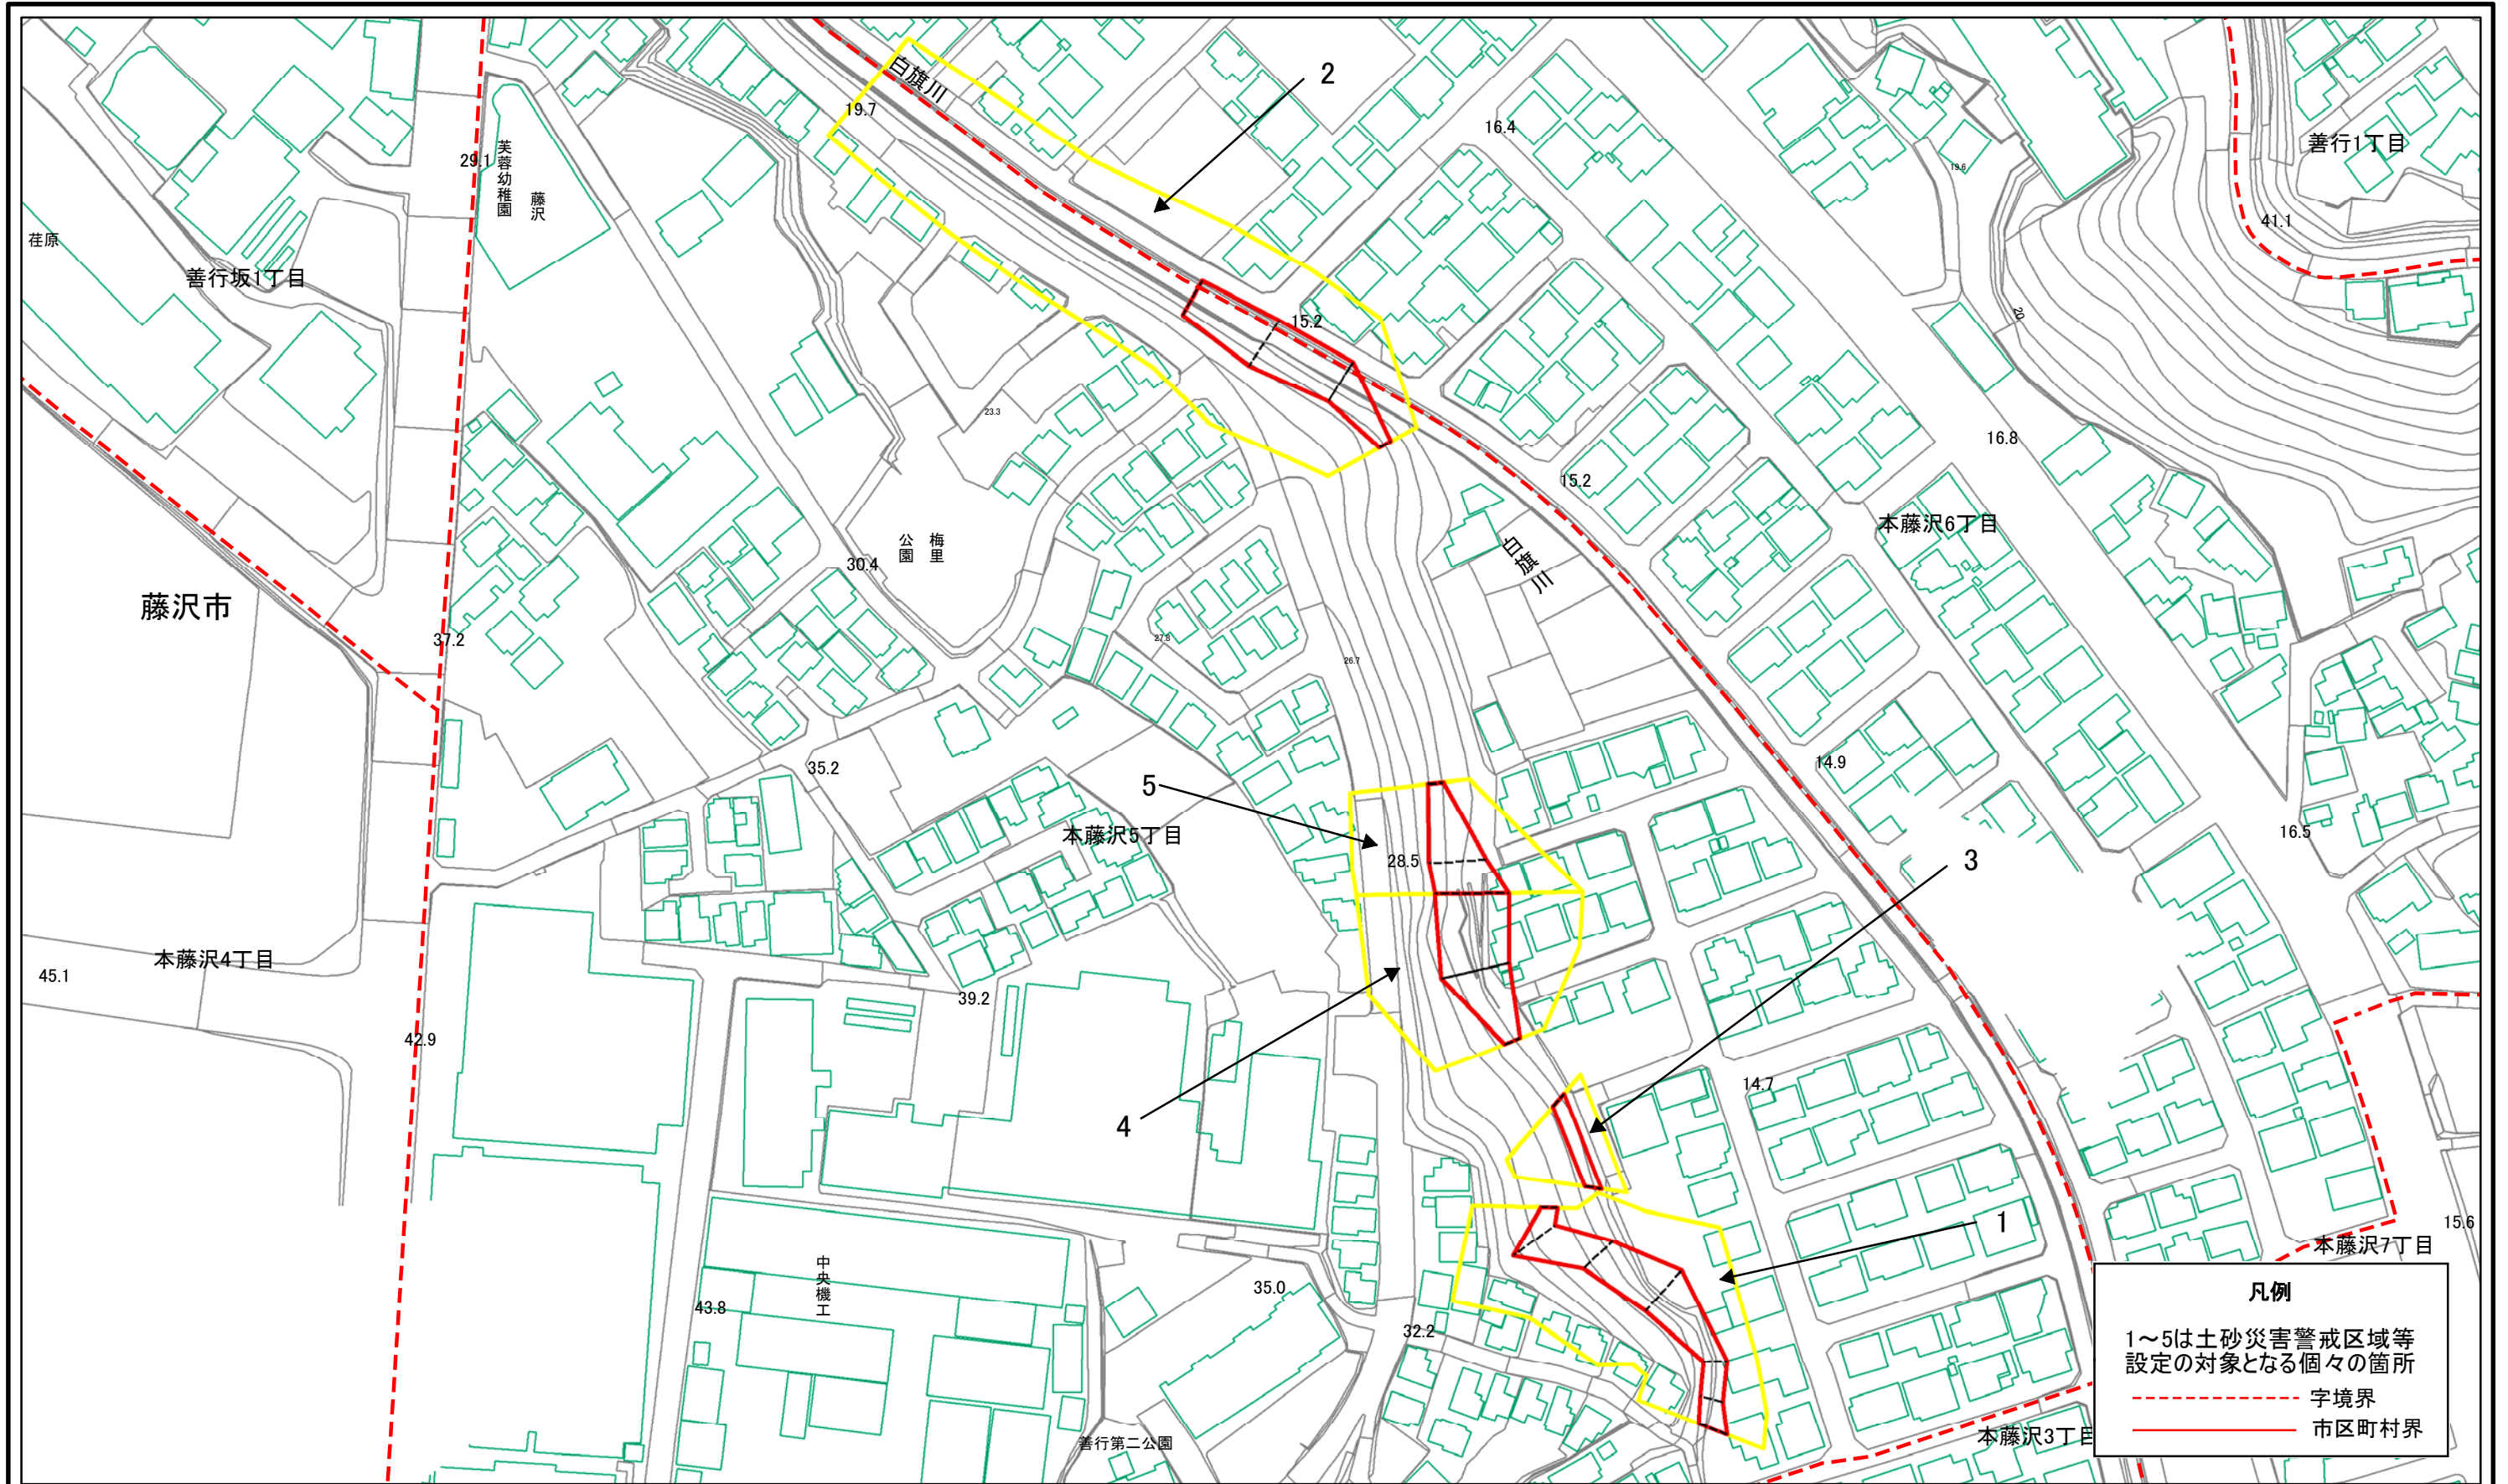 白旗川
2
19.7
16.4
善行1丁目
29.1
芙蓉幼稚園
藤沢
19.6
41.1
荏原
善行坂1丁目
20
15.2
23.3
16.8
15.2
本藤沢6丁目
梅里
公園
30.4
白旗川
藤沢市
37.2
27.8
26.7
35.2
14.9
5
16.5
本藤沢5丁目
28.5
3
本藤沢4丁目
45.1
39.2
42.9
14.7
4
1
15.6
本藤沢7丁目
中央機工
43.8
35.0
32.2
善行第二公園
本藤沢3丁目
凡例
1～5は土砂災害警戒区域等
設定の対象となる個々の箇所
字境界
市区町村界